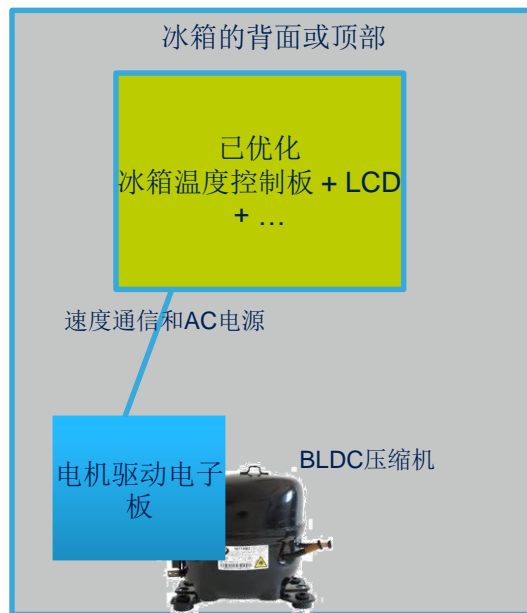 冰箱的背面或顶部
已优化
冰箱温度控制板 + LCD
+ …
速度通信和AC电源
电机驱动电子
板
BLDC压缩机